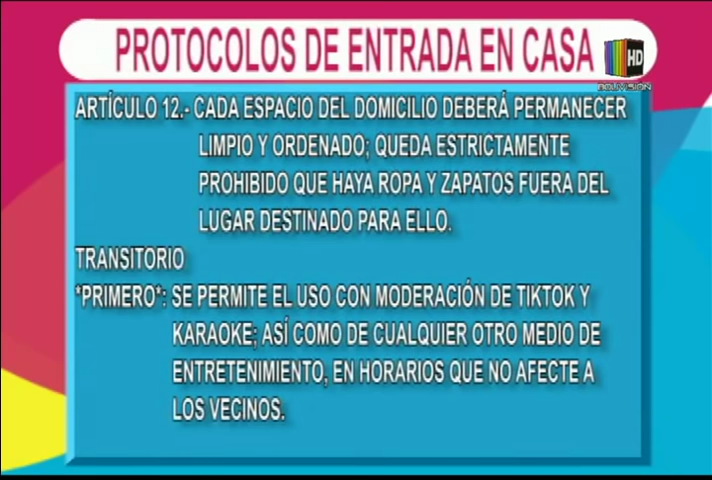 PROTOCOLOS DE ENTRADA EN CASA
HD
BOLIVISIÓN
ARTÍCULO 12.- CADA ESPACIO DEL DOMICILIO DEBERÁ PERMANECER
LIMPIO Y ORDENADO; QUEDA ESTRICTAMENTE
PROHIBIDO QUE HAYA ROPA Y ZAPATOS FUERA DEL
LUGAR DESTINADO PARA ELLO.
TRANSITORIO
*PRIMERO*: SE PERMITE EL USO CON MODERACIÓN DE TIKTOK Y
KARAOKE; ASÍ COMO DE CUALQUIER OTRO MEDIO DE
ENTRETENIMIENTO, EN HORARIOS QUE NO AFECTE A
LOS VECINOS.